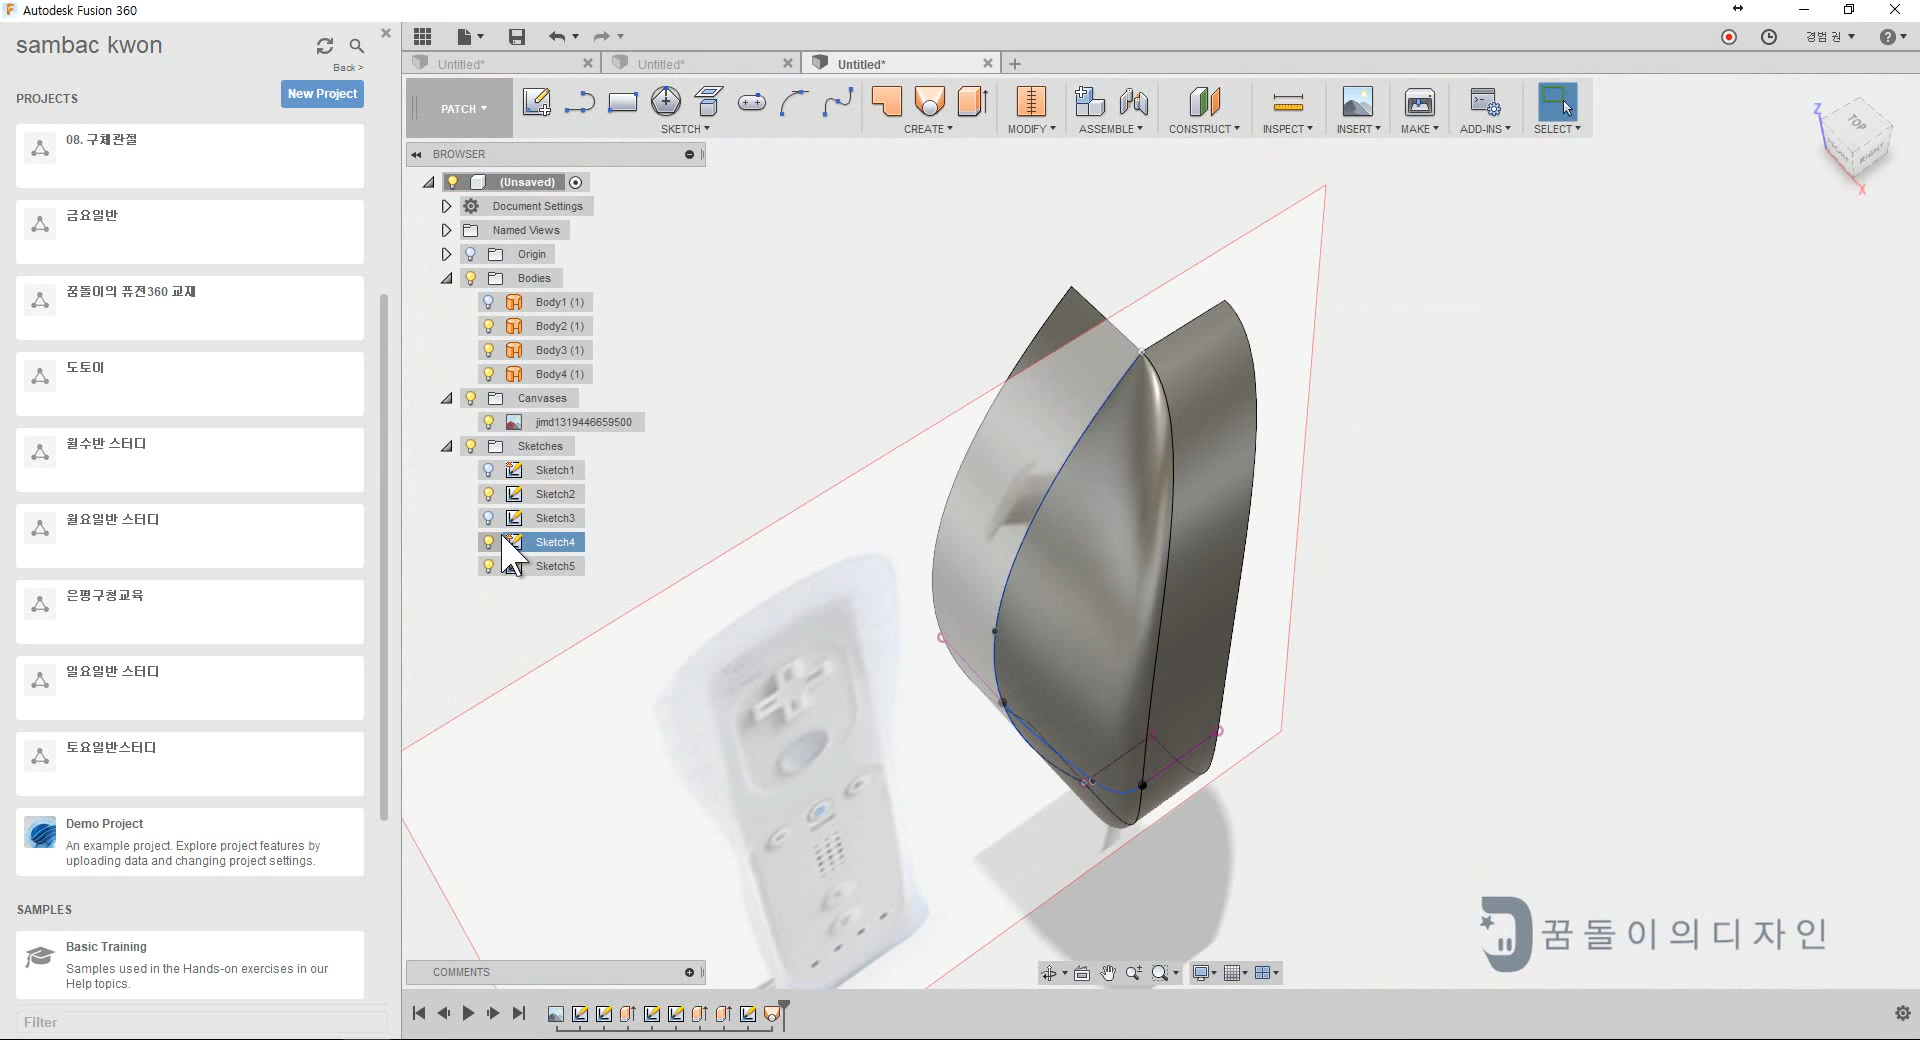 Autodesk Fusion 360
sambac kwon
Back >
PROJECTS
New Project
08. 구체관절
금요일반
꿈돌이의 퓨전360 교재
도토이
월수반 스터디
월요일반 스터디
은평구청교육
일요일반 스터디
토요일반스터디
Demo Project
An example project. Explore project features by
uploading data and changing project settings.
SAMPLES
Basic Training
Samples used in the Hands-on exercises in our
Help topics.
Filter
경범 권
Untitled*
Untitled*
Untitled*
PATCH
SKETCH
CREATE
MODIFY
ASSEMBLE
CONSTRUCT
INSPECT
INSERT
MAKE
ADD-INS
SELECT
BROWSER
(Unsaved)
Document Settings
Named Views
Origin
Bodies
Body1 (1)
Body2 (1)
Body3 (1)
Body4 (1)
Canvases
jimd1319446659500
Sketches
Sketch1
Sketch2
Sketch3
Sketch4
Sketch5
Z
TOP
FRONT
RIGHT
X
꿈돌이의디자인
COMMENTS